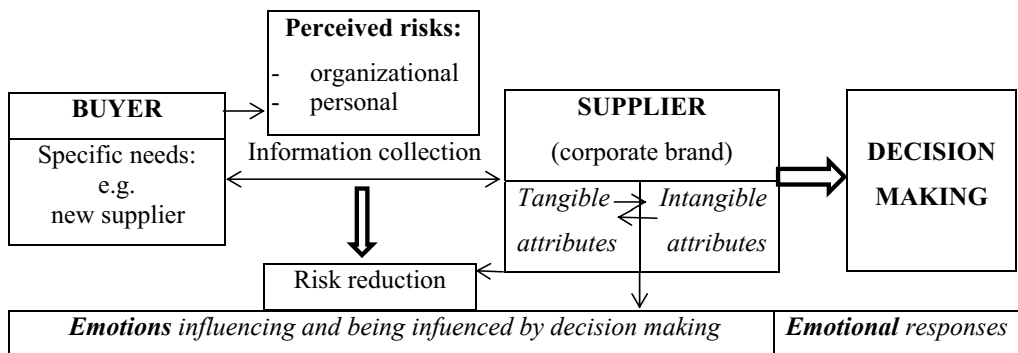 Perceived risks:
- organizational
- personal
BUYER
Specific needs:
e.g.
new supplier
Information collection
SUPPLIER
(corporate brand)
Tangible
attributes
Intangible
attributes
DECISION
MAKING
Risk reduction
Emotions influencing and being infuenced by decision making
Emotional responses